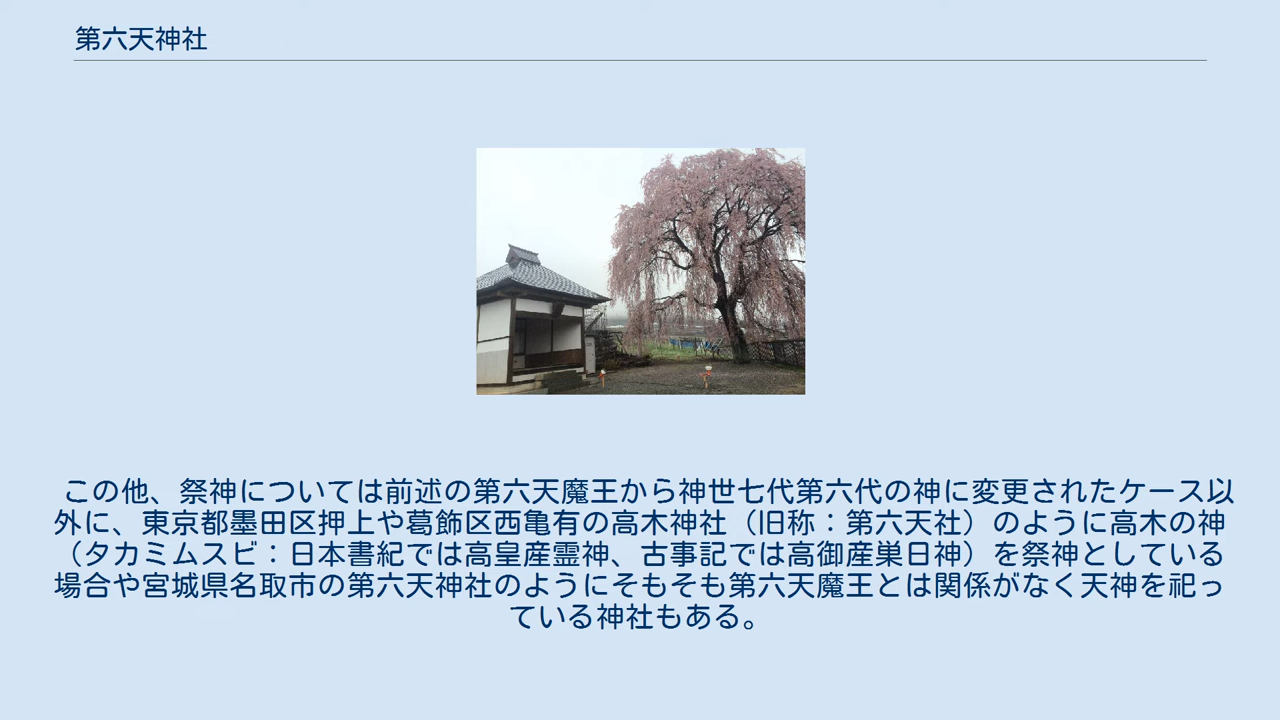 第六天神社
この他、祭神については前述の第六天魔王から神世七代第六代の神に変更されたケース以
外に、東京都墨田区押上や葛飾区西亀有の高木神社（旧称：第六天社）のように高木の神
（タカミムスビ：日本書紀では高皇産霊神、古事記では高御産巣日神）を祭神としている
場合や宮城県名取市の第六天神社のようにそもそも第六天魔王とは関係がなく天神を祀っ
ている神社もある。